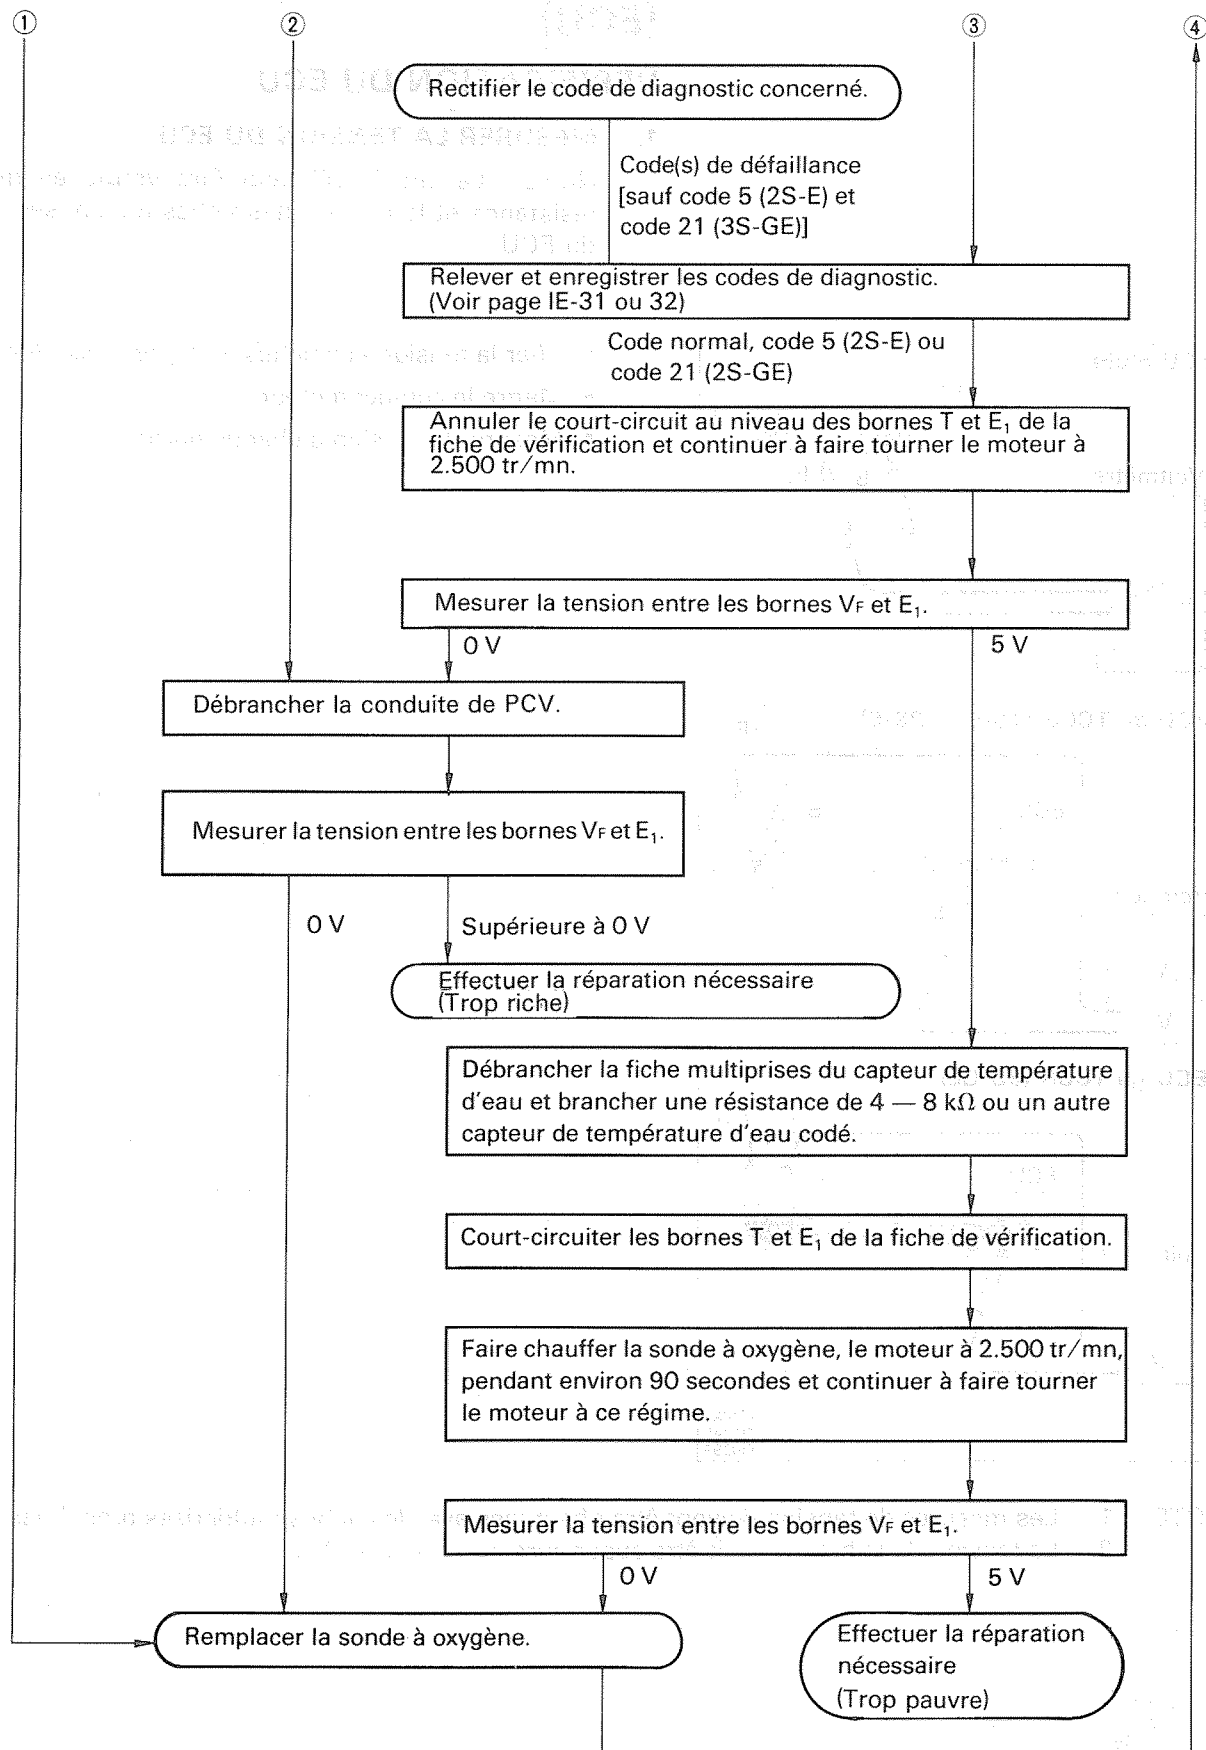 ① ② ③ ④
Rectifier le code de diagnostic concerné.
Code(s) de défaillance
[sauf code 5 (2S-E) et
code 21 (3S-GE)]
Relever et enregistrer les codes de diagnostic.
(Voir page IE-31 ou 32)
Code normal, code 5 (2S-E) ou
code 21 (2S-GE)
Annuler le court-circuit au niveau des bornes T et E₁ de la
fiche de vérification et continuer à faire tourner le moteur à
2.500 tr/mn.
Mesurer la tension entre les bornes VF et E₁.
0 V
5 V
Débrancher la conduite de PCV.
Mesurer la tension entre les bornes VF et E₁.
0 V
Supérieure à 0 V
Effectuer la réparation nécessaire
(Trop riche)
Débrancher la fiche multiprises du capteur de température
d'eau et brancher une résistance de 4 — 8 kΩ ou un autre
capteur de température d'eau codé.
Court-circuiter les bornes T et E₁ de la fiche de vérification.
Faire chauffer la sonde à oxygène, le moteur à 2.500 tr/mn,
pendant environ 90 secondes et continuer à faire tourner
le moteur à ce régime.
Mesurer la tension entre les bornes VF et E₁.
0 V
5 V
Remplacer la sonde à oxygène.
Effectuer la réparation
nécessaire
(Trop pauvre)